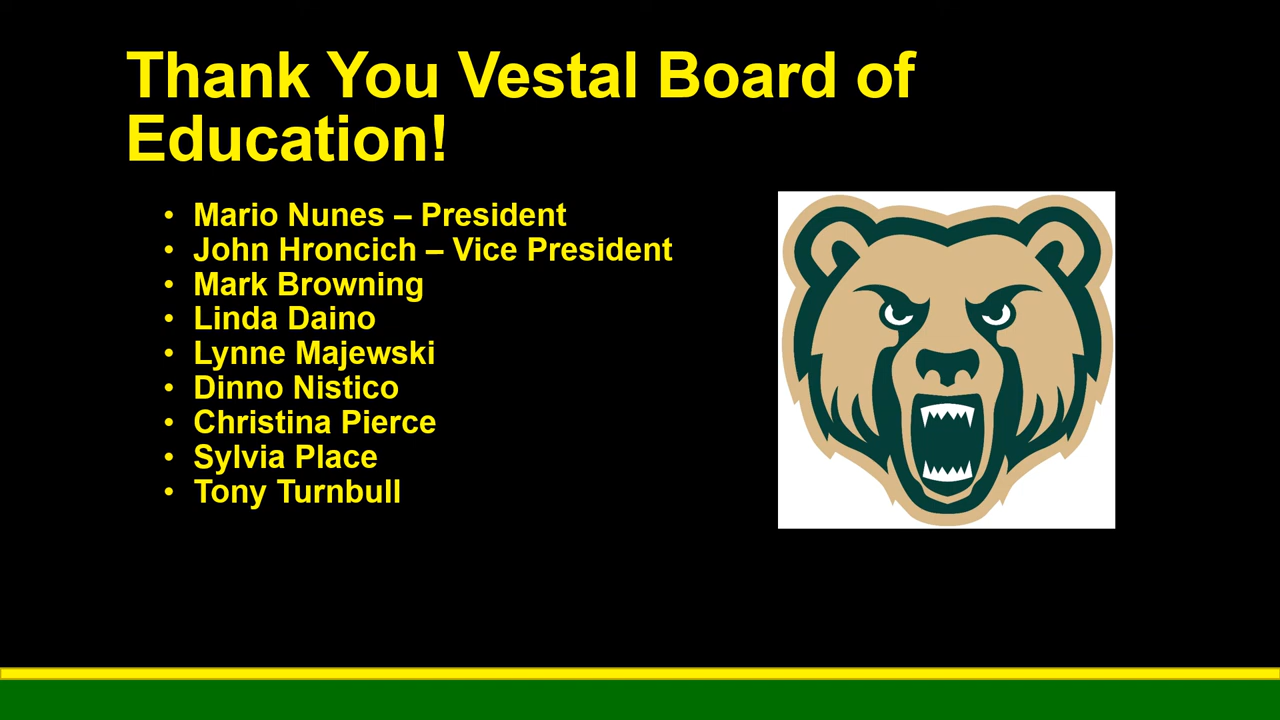 Thank You Vestal Board of
Education!
• Mario Nunes – President
• John Hroncich – Vice President
• Mark Browning
• Linda Daino
• Lynne Majewski
• Dinno Nistico
• Christina Pierce
• Sylvia Place
• Tony Turnbull